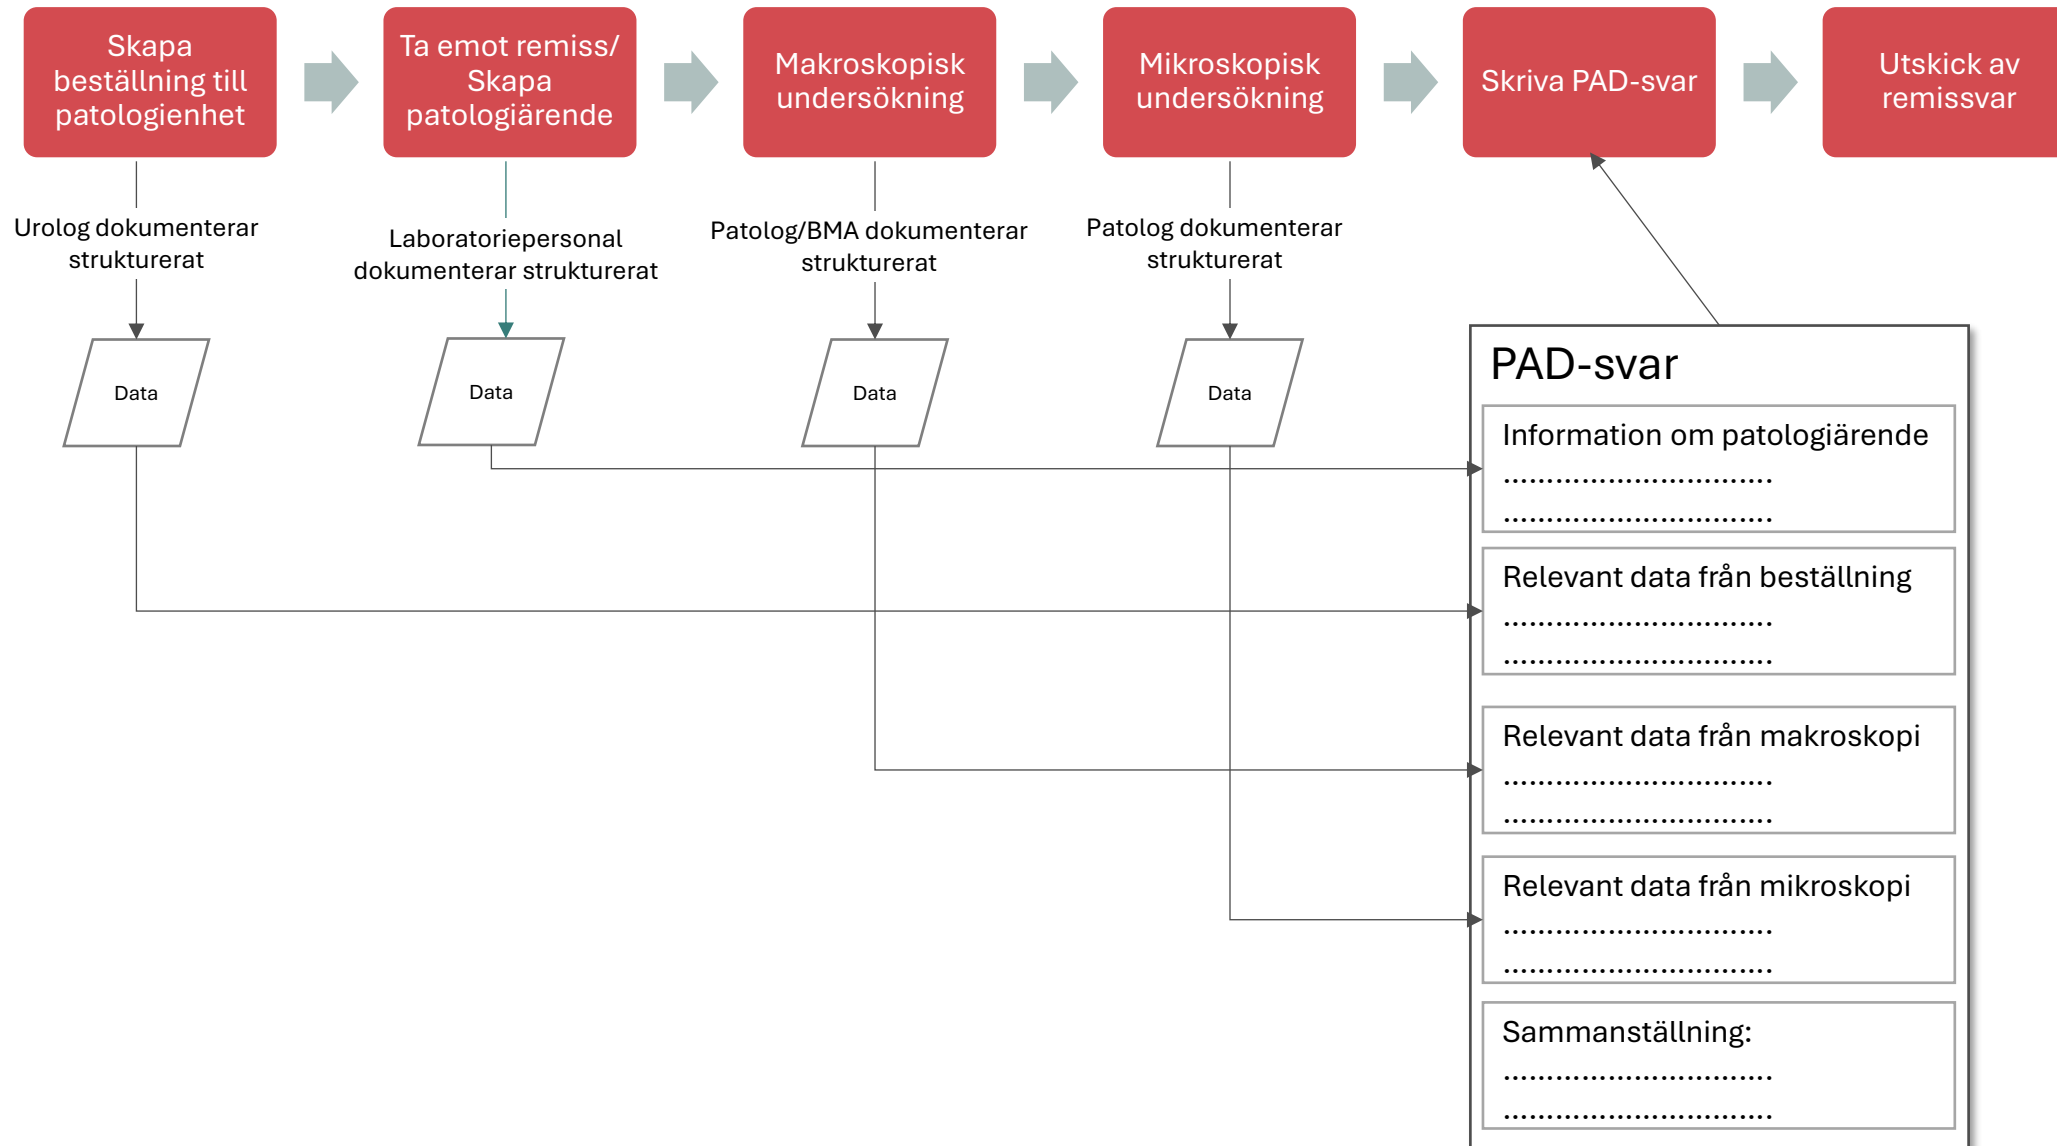 Skapa
beställning till
patologienhet
Ta emot remiss/
Skapa
patologiärende
Makroskopisk
undersökning
Mikroskopisk
undersökning
Skriva PAD-svar
Utskick av
remissvar
Urolog dokumenterar
strukturerat
Laboratoriepersonal
dokumenterar strukturerat
Patolog/BMA dokumenterar
strukturerat
Patolog dokumenterar
strukturerat
Data
Data
Data
Data
PAD-svar
Information om patologiärende
...............................
...............................
Relevant data från beställning
...............................
...............................
Relevant data från makroskopi
...............................
...............................
Relevant data från mikroskopi
...............................
...............................
Sammanställning:
...............................
...............................